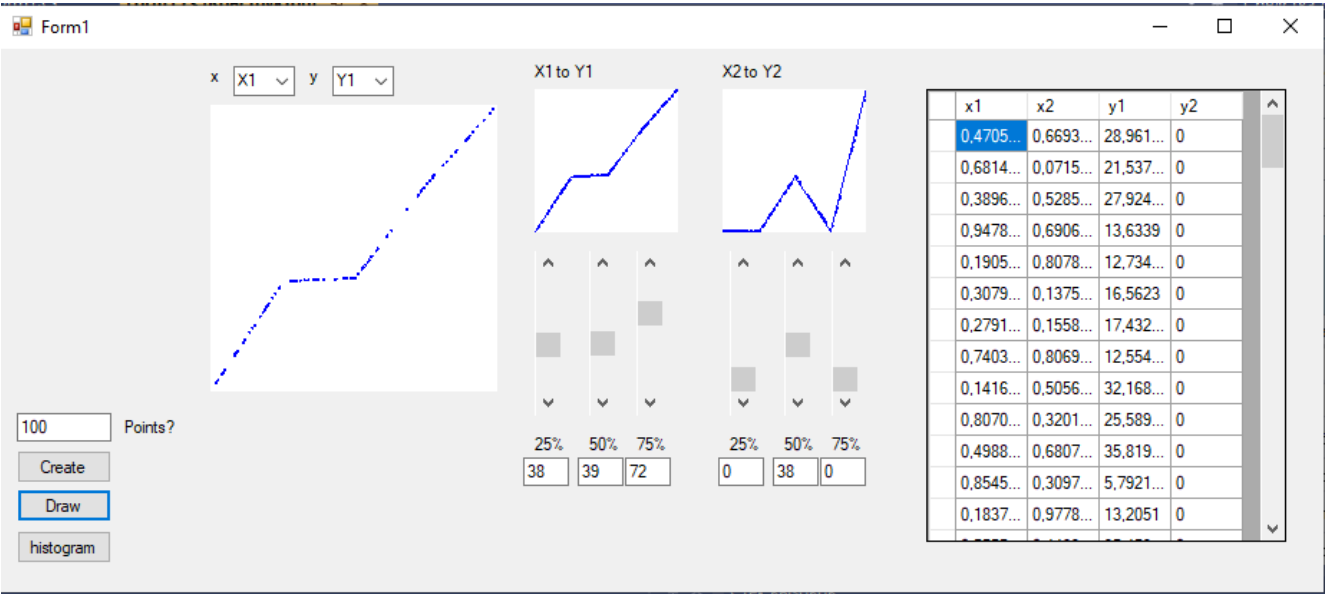 Form1
x X1 y Y1
X1 to Y1
X2 to Y2
100 Points?
Create
Draw
histogram
25% 50% 75%
38 39 72
25% 50% 75%
0 38 0
x1 x2 y1 y2
0,4705... 0,6693... 28,961... 0
0,6814... 0,0715... 21,537... 0
0,3896... 0,5285... 27,924... 0
0,9478... 0,6906... 13,6339 0
0,1905... 0,8078... 12,734... 0
0,3079... 0,1375... 16,5623 0
0,2791... 0,1558... 17,432... 0
0,7403... 0,8069... 12,554... 0
0,1416... 0,5056... 32,168... 0
0,8070... 0,3201... 25,589... 0
0,4988... 0,6807... 35,819... 0
0,8545... 0,3097... 5,7921... 0
0,1837... 0,9778... 13,2051 0